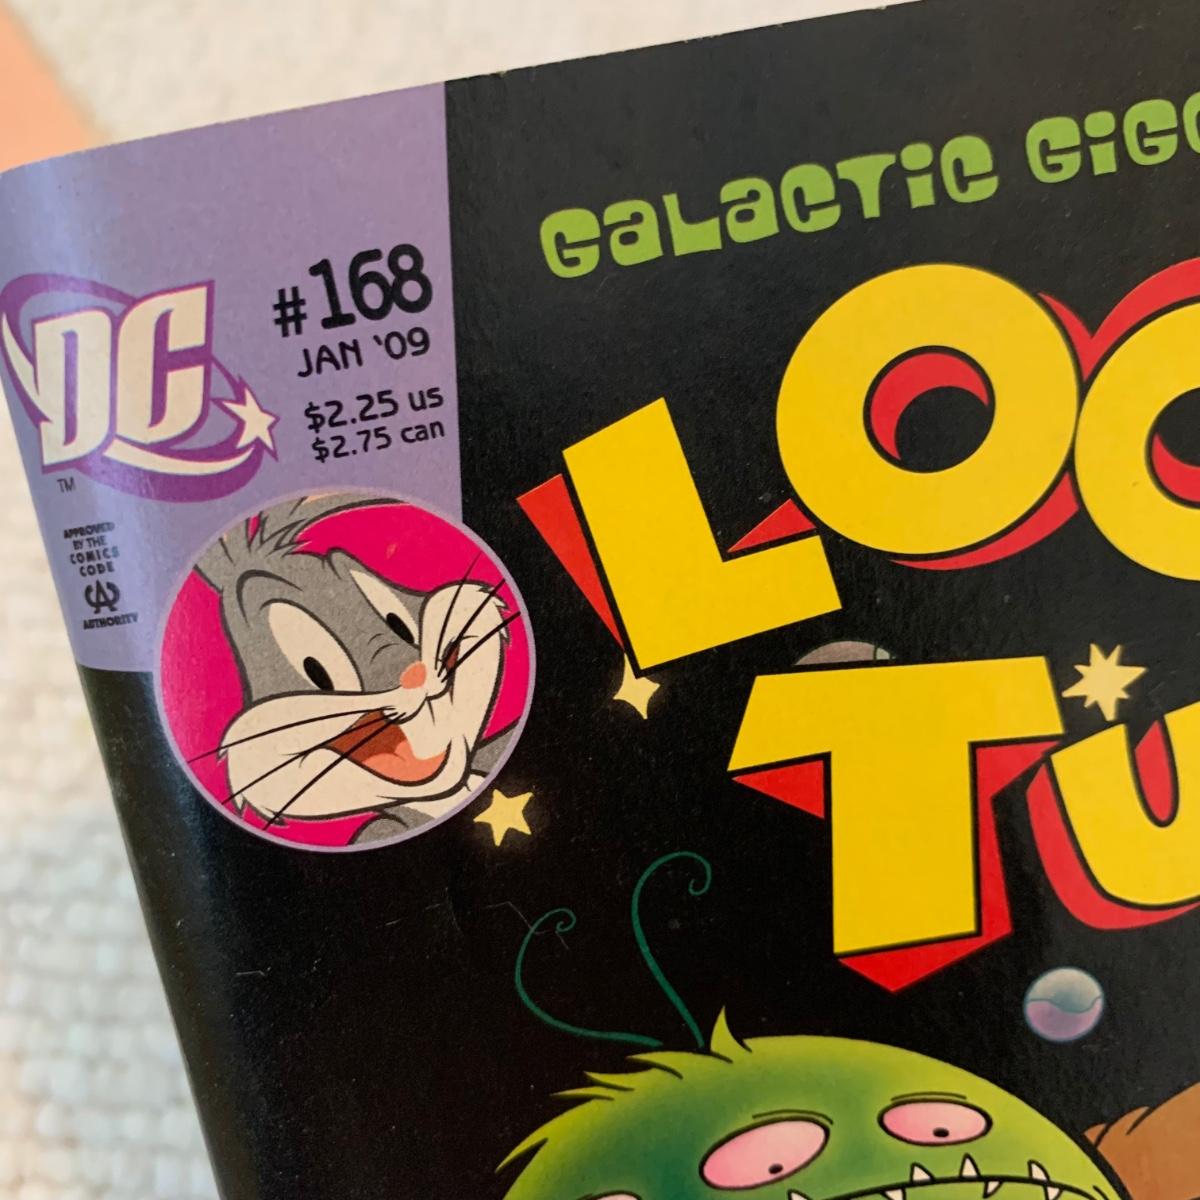 DC
TM
#168
JAN '09
$2.25 US
$2.75 can
APPROVED
BY THE
COMICS
CODE
CA
AUTHORITY
GALACTIC GIGG
LOO
TU